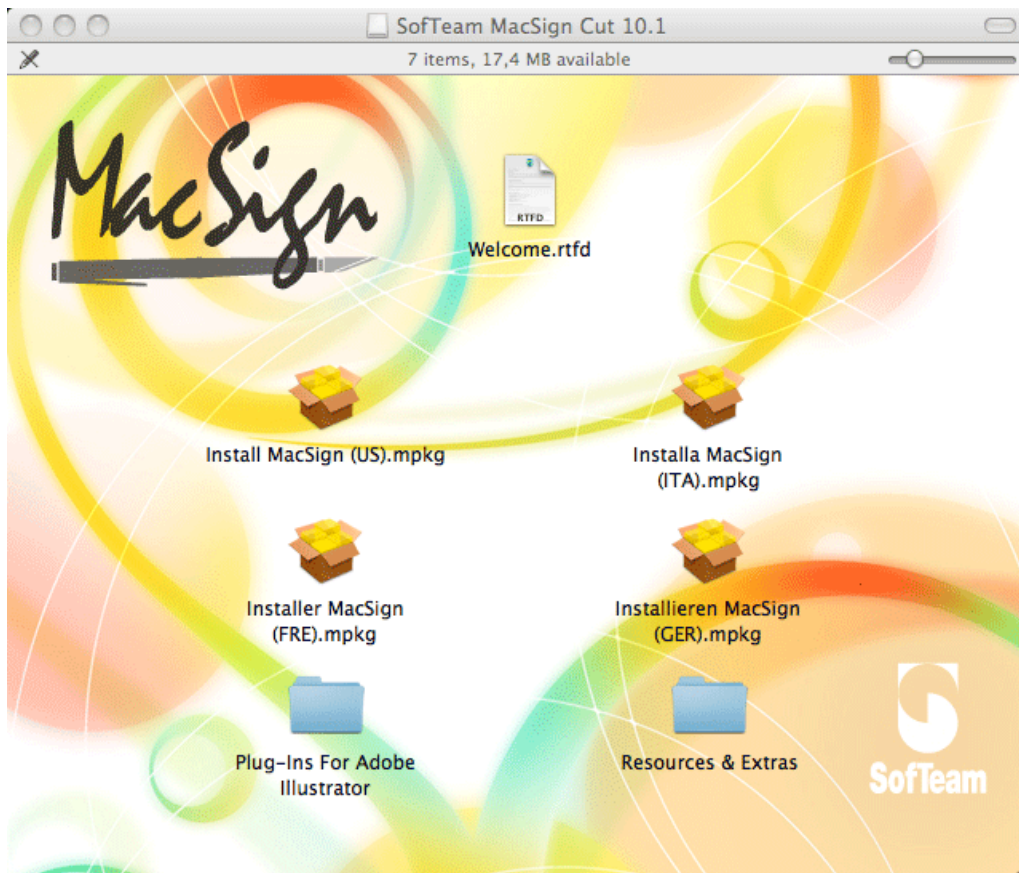 SofTeam MacSign Cut 10.1
7 items, 17,4 MB available
MacSign
RTFD
Welcome.rtfd
Install MacSign (US).mpkg
Installa MacSign
(ITA).mpkg
Installer MacSign
(FRE).mpkg
Installieren MacSign
(GER).mpkg
Plug-Ins For Adobe
Illustrator
Resources & Extras
SofTeam